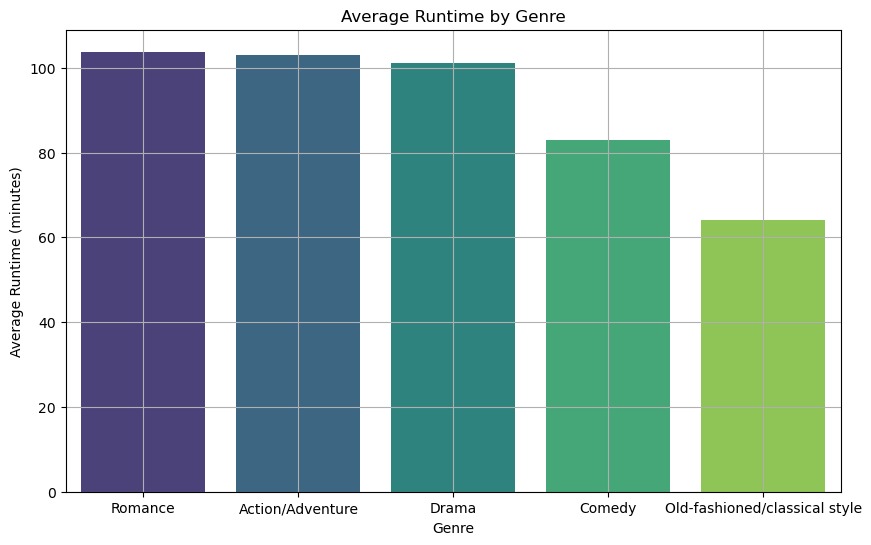 Average Runtime by Genre
Average Runtime (minutes)
100
80
60
40
20
0
Romance Action/Adventure Drama Comedy Old-fashioned/classical style
Genre